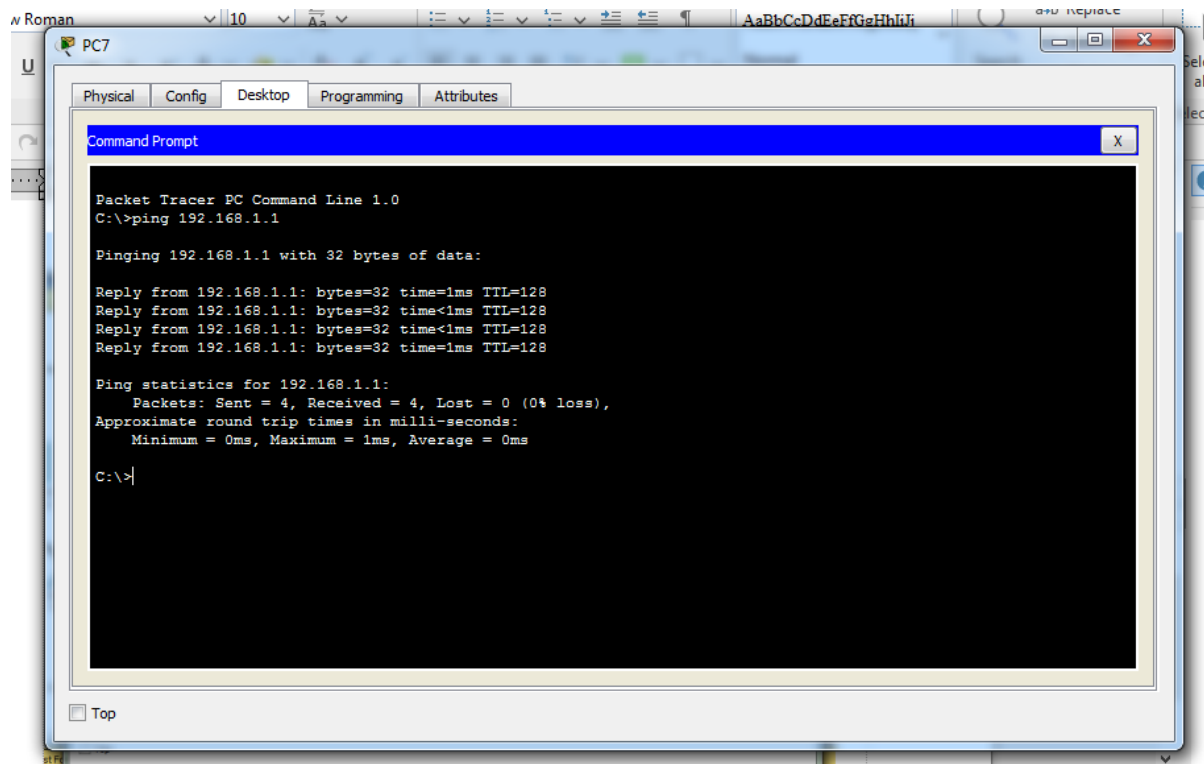 w Roman 10 Aa AaBbCcDdEeFfGgHhIiJj Replace
PC7
U
Physical Config Desktop Programming Attributes
Command Prompt X
Packet Tracer PC Command Line 1.0
C:\>ping 192.168.1.1
Pinging 192.168.1.1 with 32 bytes of data:
Reply from 192.168.1.1: bytes=32 time=1ms TTL=128
Reply from 192.168.1.1: bytes=32 time<1ms TTL=128
Reply from 192.168.1.1: bytes=32 time<1ms TTL=128
Reply from 192.168.1.1: bytes=32 time=1ms TTL=128
Ping statistics for 192.168.1.1:
Packets: Sent = 4, Received = 4, Lost = 0 (0% loss),
Approximate round trip times in milli-seconds:
Minimum = 0ms, Maximum = 1ms, Average = 0ms
C:\>
Top